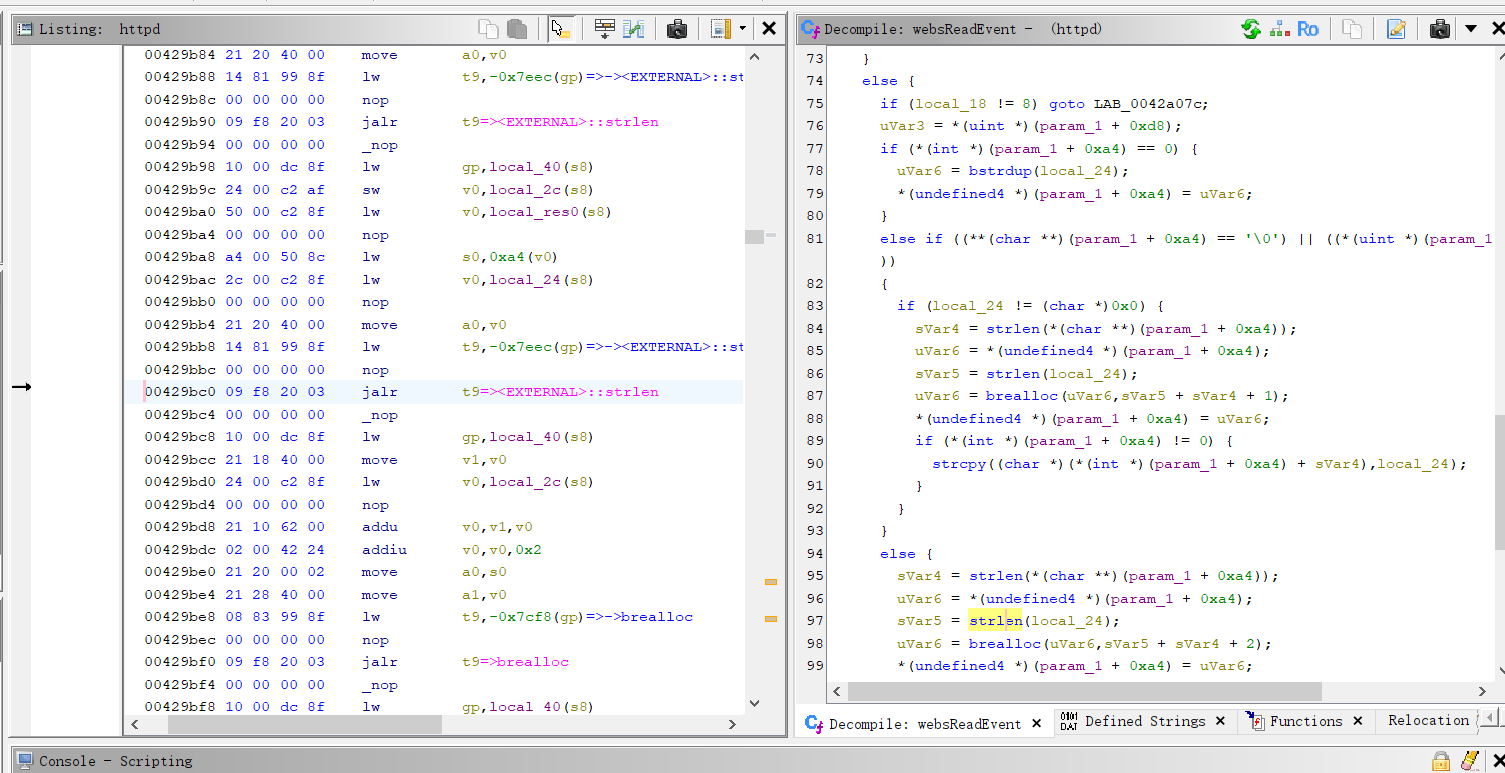 Listing: httpd
00429b84 21 20 40 00 move a0,v0
00429b88 14 81 99 8f lw t9,-0x7eec(gp)=>-><EXTERNAL>::st
00429b8c 00 00 00 00 nop
00429b90 09 f8 20 03 jalr t9=><EXTERNAL>::strlen
00429b94 00 00 00 00 _nop
00429b98 10 00 dc 8f lw gp,local_40(s8)
00429b9c 24 00 c2 af sw v0,local_2c(s8)
00429ba0 50 00 c2 8f lw v0,local_res0(s8)
00429ba4 00 00 00 00 nop
00429ba8 a4 00 50 8c lw s0,0xa4(v0)
00429bac 2c 00 c2 8f lw v0,local_24(s8)
00429bb0 00 00 00 00 nop
00429bb4 21 20 40 00 move a0,v0
00429bb8 14 81 99 8f lw t9,-0x7eec(gp)=>-><EXTERNAL>::st
00429bbc 00 00 00 00 nop
00429bc0 09 f8 20 03 jalr t9=><EXTERNAL>::strlen
00429bc4 00 00 00 00 _nop
00429bc8 10 00 dc 8f lw gp,local_40(s8)
00429bcc 21 18 40 00 move v1,v0
00429bd0 24 00 c2 8f lw v0,local_2c(s8)
00429bd4 00 00 00 00 nop
00429bd8 21 10 62 00 addu v0,v1,v0
00429bdc 02 00 42 24 addiu v0,v0,0x2
00429be0 21 20 00 02 move a0,s0
00429be4 21 28 40 00 move a1,v0
00429be8 08 83 99 8f lw t9,-0x7cf8(gp)=>->brealloc
00429bec 00 00 00 00 nop
00429bf0 09 f8 20 03 jalr t9=>brealloc
00429bf4 00 00 00 00 _nop
00429bf8 10 00 dc 8f lw gp,local_40(s8)
Decompile: websReadEvent - (httpd)
Ro
73 }
74 else {
75 if (local_18 != 8) goto LAB_0042a07c;
76 uVar3 = *(uint *)(param_1 + 0xd8);
77 if (*(int *)(param_1 + 0xa4) == 0) {
78 uVar6 = bstrdup(local_24);
79 *(undefined4 *)(param_1 + 0xa4) = uVar6;
80 }
81 else if ((**(char **)(param_1 + 0xa4) == '\0') || ((*(uint *)(param_1
))
82 {
83 if (local_24 != (char *)0x0) {
84 sVar4 = strlen(*(char **)(param_1 + 0xa4));
85 uVar6 = *(undefined4 *)(param_1 + 0xa4);
86 sVar5 = strlen(local_24);
87 uVar6 = brealloc(uVar6,sVar5 + sVar4 + 1);
88 *(undefined4 *)(param_1 + 0xa4) = uVar6;
89 if (*(int *)(param_1 + 0xa4) != 0) {
90 strcpy((char *)(*(int *)(param_1 + 0xa4) + sVar4),local_24);
91 }
92 }
93 }
94 else {
95 sVar4 = strlen(*(char **)(param_1 + 0xa4));
96 uVar6 = *(undefined4 *)(param_1 + 0xa4);
97 sVar5 = strlen(local_24);
98 uVar6 = brealloc(uVar6,sVar5 + sVar4 + 2);
99 *(undefined4 *)(param_1 + 0xa4) = uVar6;
Decompile: websReadEvent Defined Strings Functions Relocation
Console - Scripting